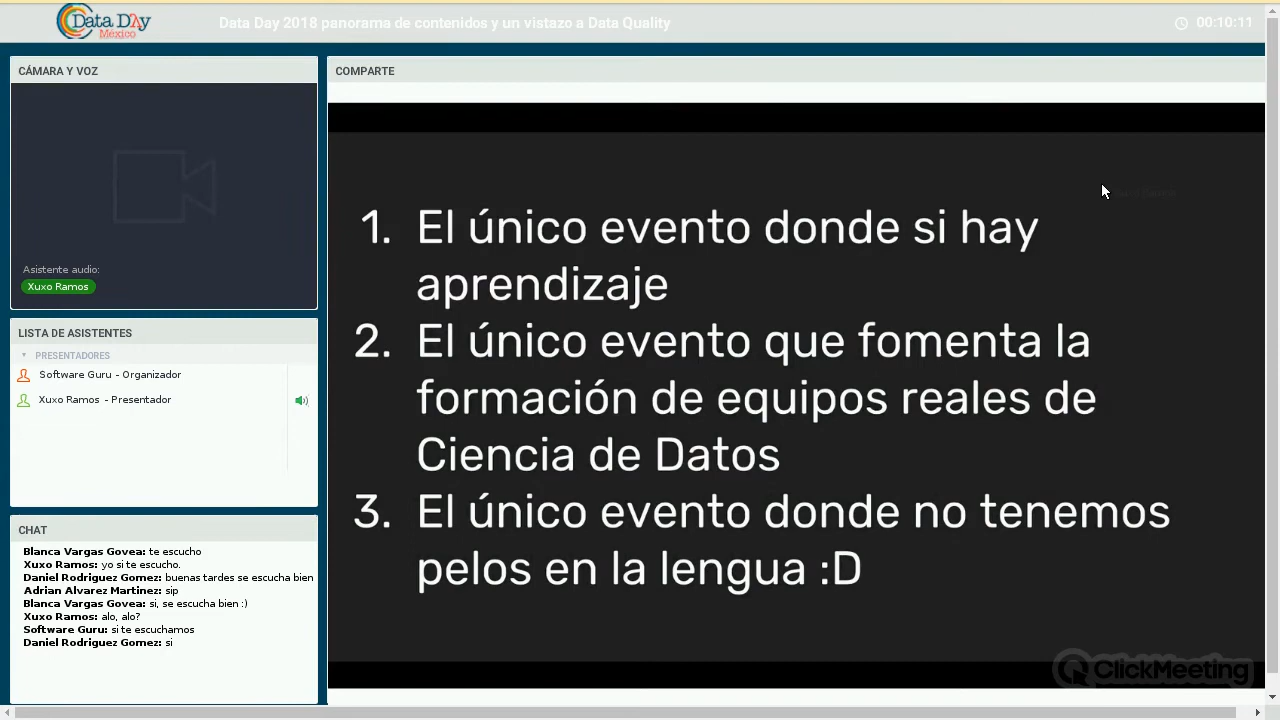 Data Day
México
Data Day 2018 panorama de contenidos y un vistazo a Data Quality
00:10:11
CÁMARA Y VOZ
Asistente audio:
Xuxo Ramos
LISTA DE ASISTENTES
PRESENTADORES
Software Guru - Organizador
Xuxo Ramos - Presentador
CHAT
Blanca Vargas Govea: te escucho
Xuxo Ramos: yo si te escucho.
Daniel Rodriguez Gomez: buenas tardes se escucha bien
Adrian Alvarez Martinez: sip
Blanca Vargas Govea: si, se escucha bien :)
Xuxo Ramos: alo, alo?
Software Guru: si te escuchamos
Daniel Rodriguez Gomez: si
COMPARTE
1. El único evento donde si hay
aprendizaje
2. El único evento que fomenta la
formación de equipos reales de
Ciencia de Datos
3. El único evento donde no tenemos
pelos en la lengua :D
ClickMeeting